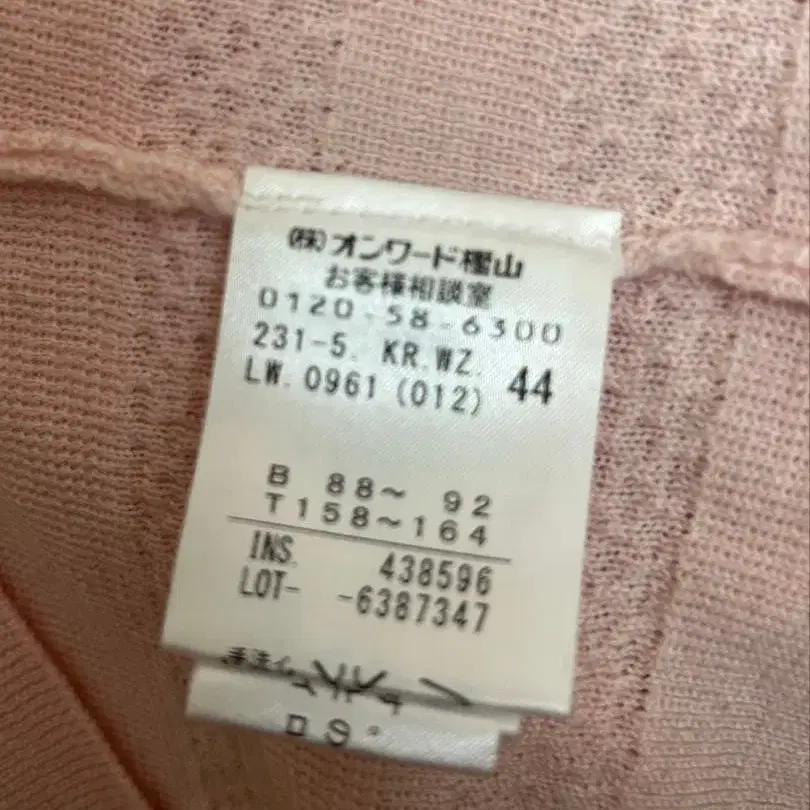 (株)オンワード樫山
お客様相談室
0120-58-6300
231-5. KR.WZ.
LW. 0961 (012) 44
B 88～ 92
T158～164
INS. 438596
LOT- -6387347